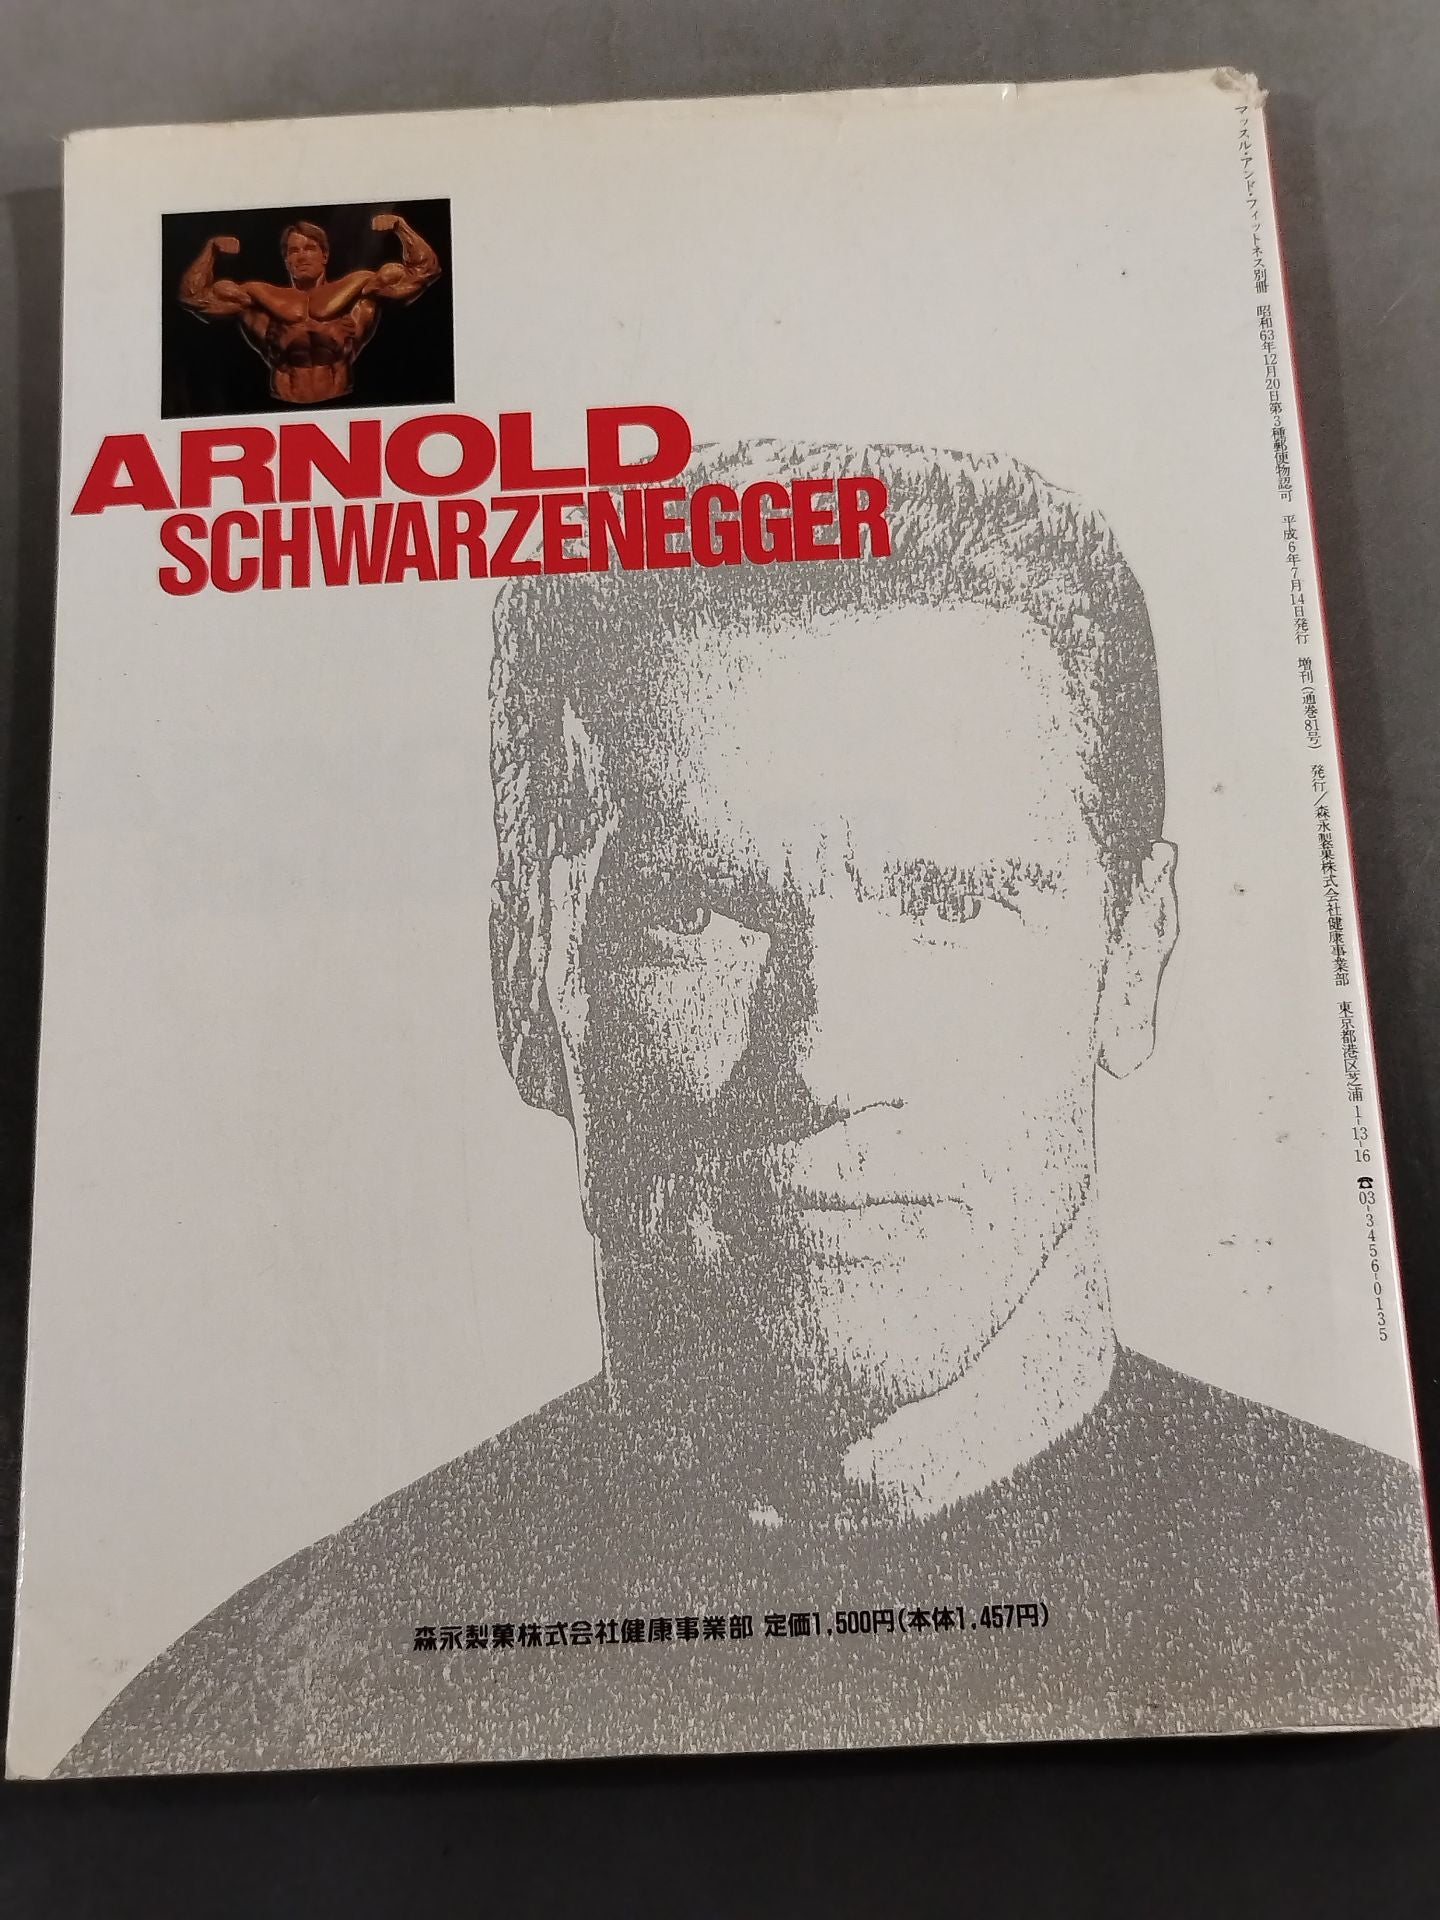 ARNOLD
SCHWARZENEGGER
マッスル・アンド・フィットネス別冊 昭和63年12月20日第3種郵便物認可 平成6年7月14日発行 増刊(通巻81号) 発行/森永製菓株式会社健康事業部 東京都港区芝浦1-13-16 ☎03-3456-0135
森永製菓株式会社健康事業部 定価1,500円(本体1,457円)